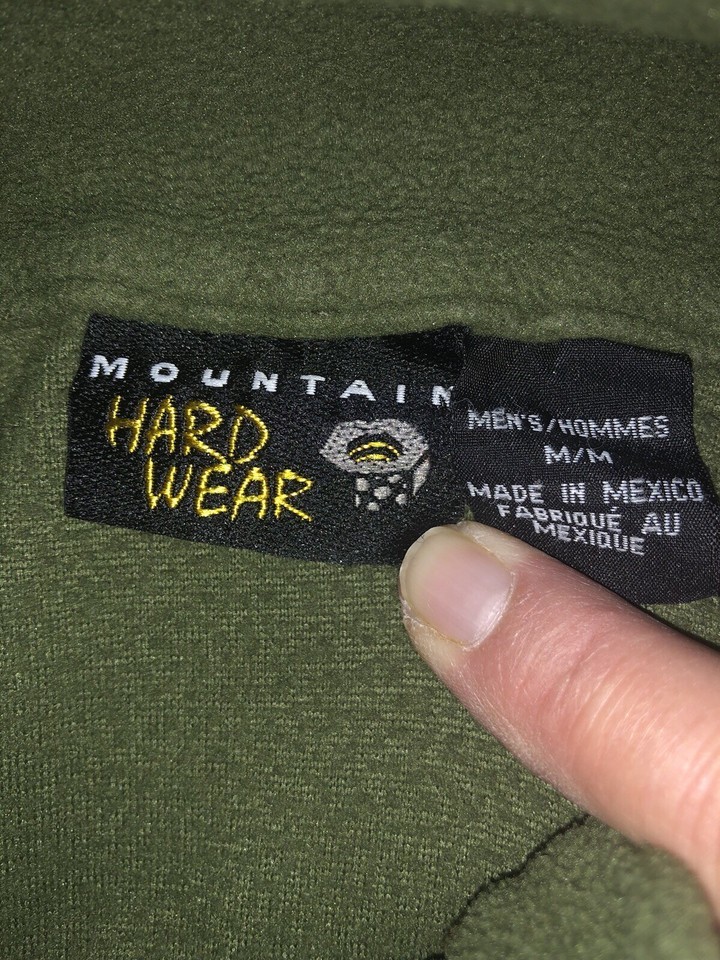 MOUNTAIN
HARD
WEAR
MEN'S/HOMMES
M/M
MADE IN MEXICO
FABRIQUÉ AU
MEXIQUE